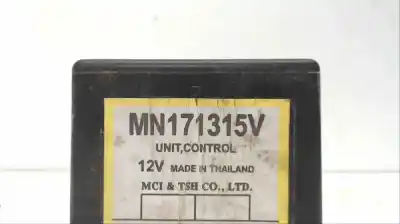 MN171315V
UNIT,CONTROL
12V MADE IN THAILAND
MCI & TSH CO., LTD.